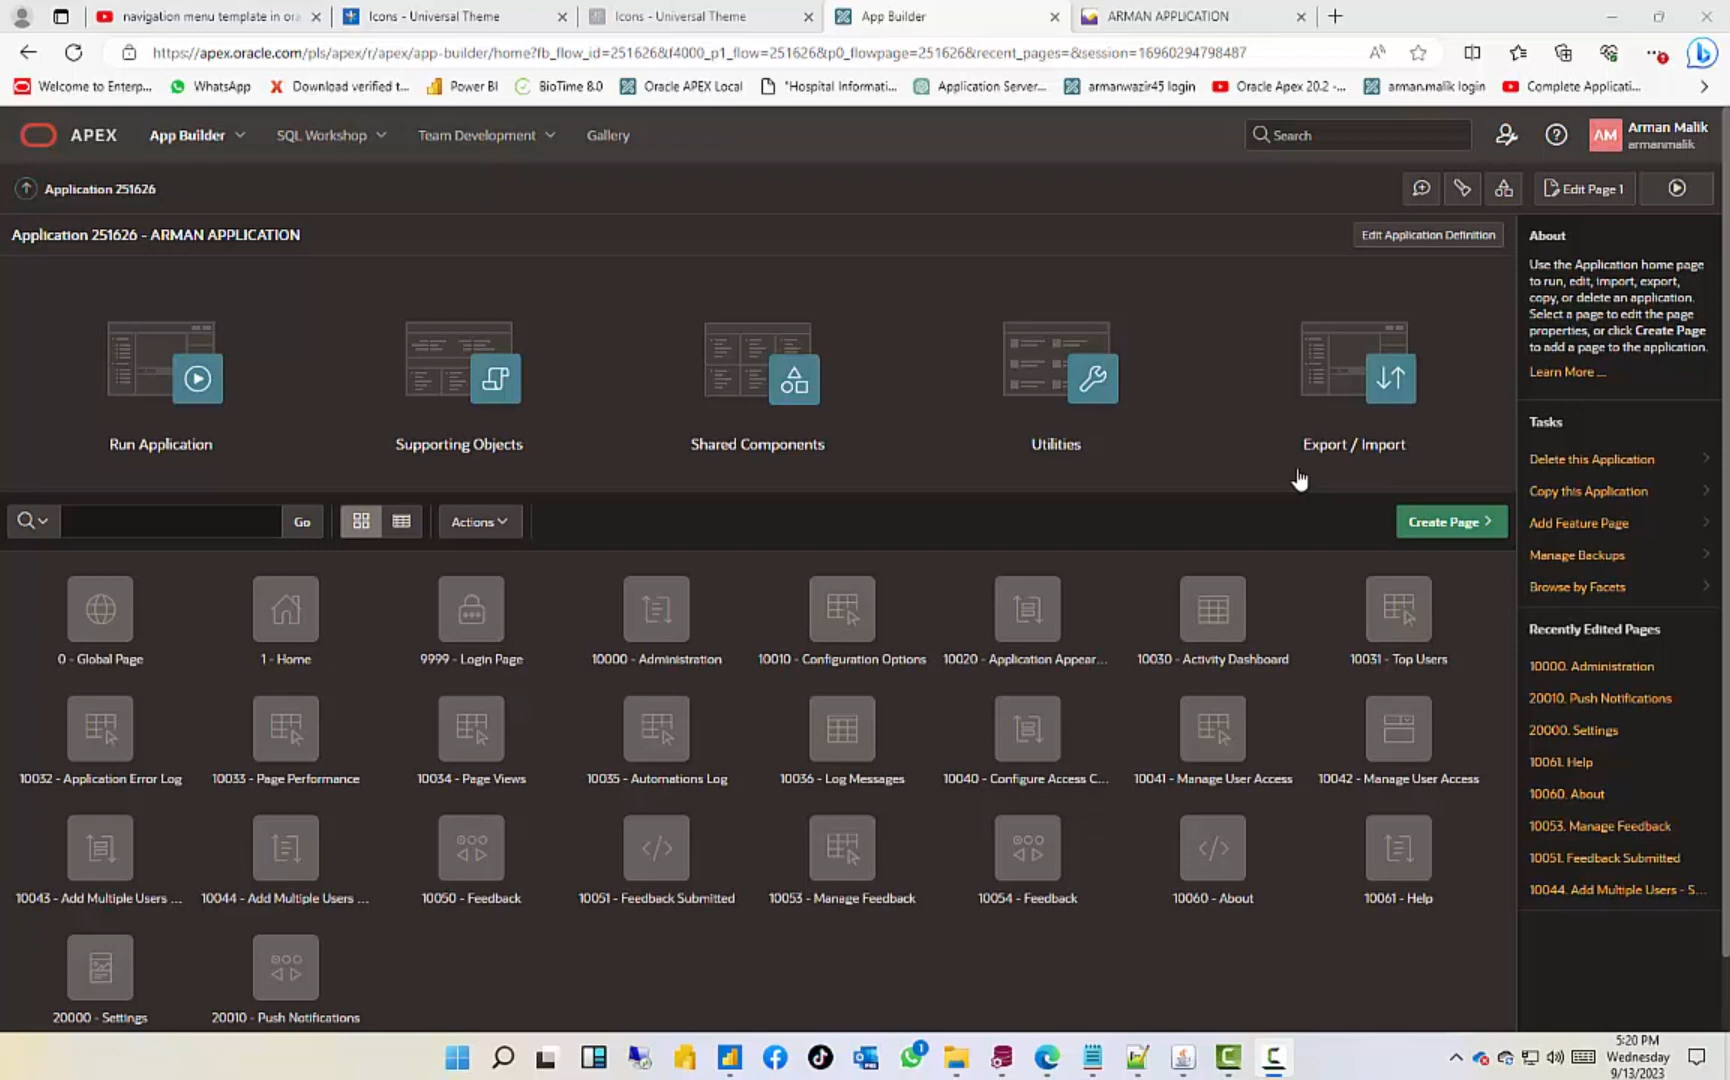 navigation menu template in ora
Icons - Universal Theme
Icons - Universal Theme
App Builder
ARMAN APPLICATION
https://apex.oracle.com/pls/apex/r/apex/app-builder/home?fb_flow_id=251626&f4000_p1_flow=251626&p0_flowpage=251626&recent_pages=&session=16960294798487
Welcome to Enterp...
WhatsApp
Download verified t...
Power BI
BioTime 8.0
Oracle APEX Local
"Hospital Informati...
Application Server...
armanwazir45 login
Oracle Apex 20.2 -...
arman.malik login
Complete Applicati...
APEX
App Builder
SQL Workshop
Team Development
Gallery
Search
AM
Arman Malik
armanmalik
Application 251626
Edit Page 1
Application 251626 - ARMAN APPLICATION
Edit Application Definition
Run Application
Supporting Objects
Shared Components
Utilities
Export / Import
Go
Actions
Create Page
0 - Global Page
1 - Home
9999 - Login Page
10000 - Administration
10010 - Configuration Options
10020 - Application Appear...
10030 - Activity Dashboard
10031 - Top Users
10032 - Application Error Log
10033 - Page Performance
10034 - Page Views
10035 - Automations Log
10036 - Log Messages
10040 - Configure Access C...
10041 - Manage User Access
10042 - Manage User Access
10043 - Add Multiple Users ...
10044 - Add Multiple Users ...
10050 - Feedback
10051 - Feedback Submitted
10053 - Manage Feedback
10054 - Feedback
10060 - About
10061 - Help
20000 - Settings
20010 - Push Notifications
About
Use the Application home page
to run, edit, import, export,
copy, or delete an application.
Select a page to edit the page
properties, or click Create Page
to add a page to the application.
Learn More ...
Tasks
Delete this Application
Copy this Application
Add Feature Page
Manage Backups
Browse by Facets
Recently Edited Pages
10000. Administration
20010. Push Notifications
20000. Settings
10061. Help
10060. About
10053. Manage Feedback
10051. Feedback Submitted
10044. Add Multiple Users - S...
1
5:20 PM
Wednesday
9/13/2023